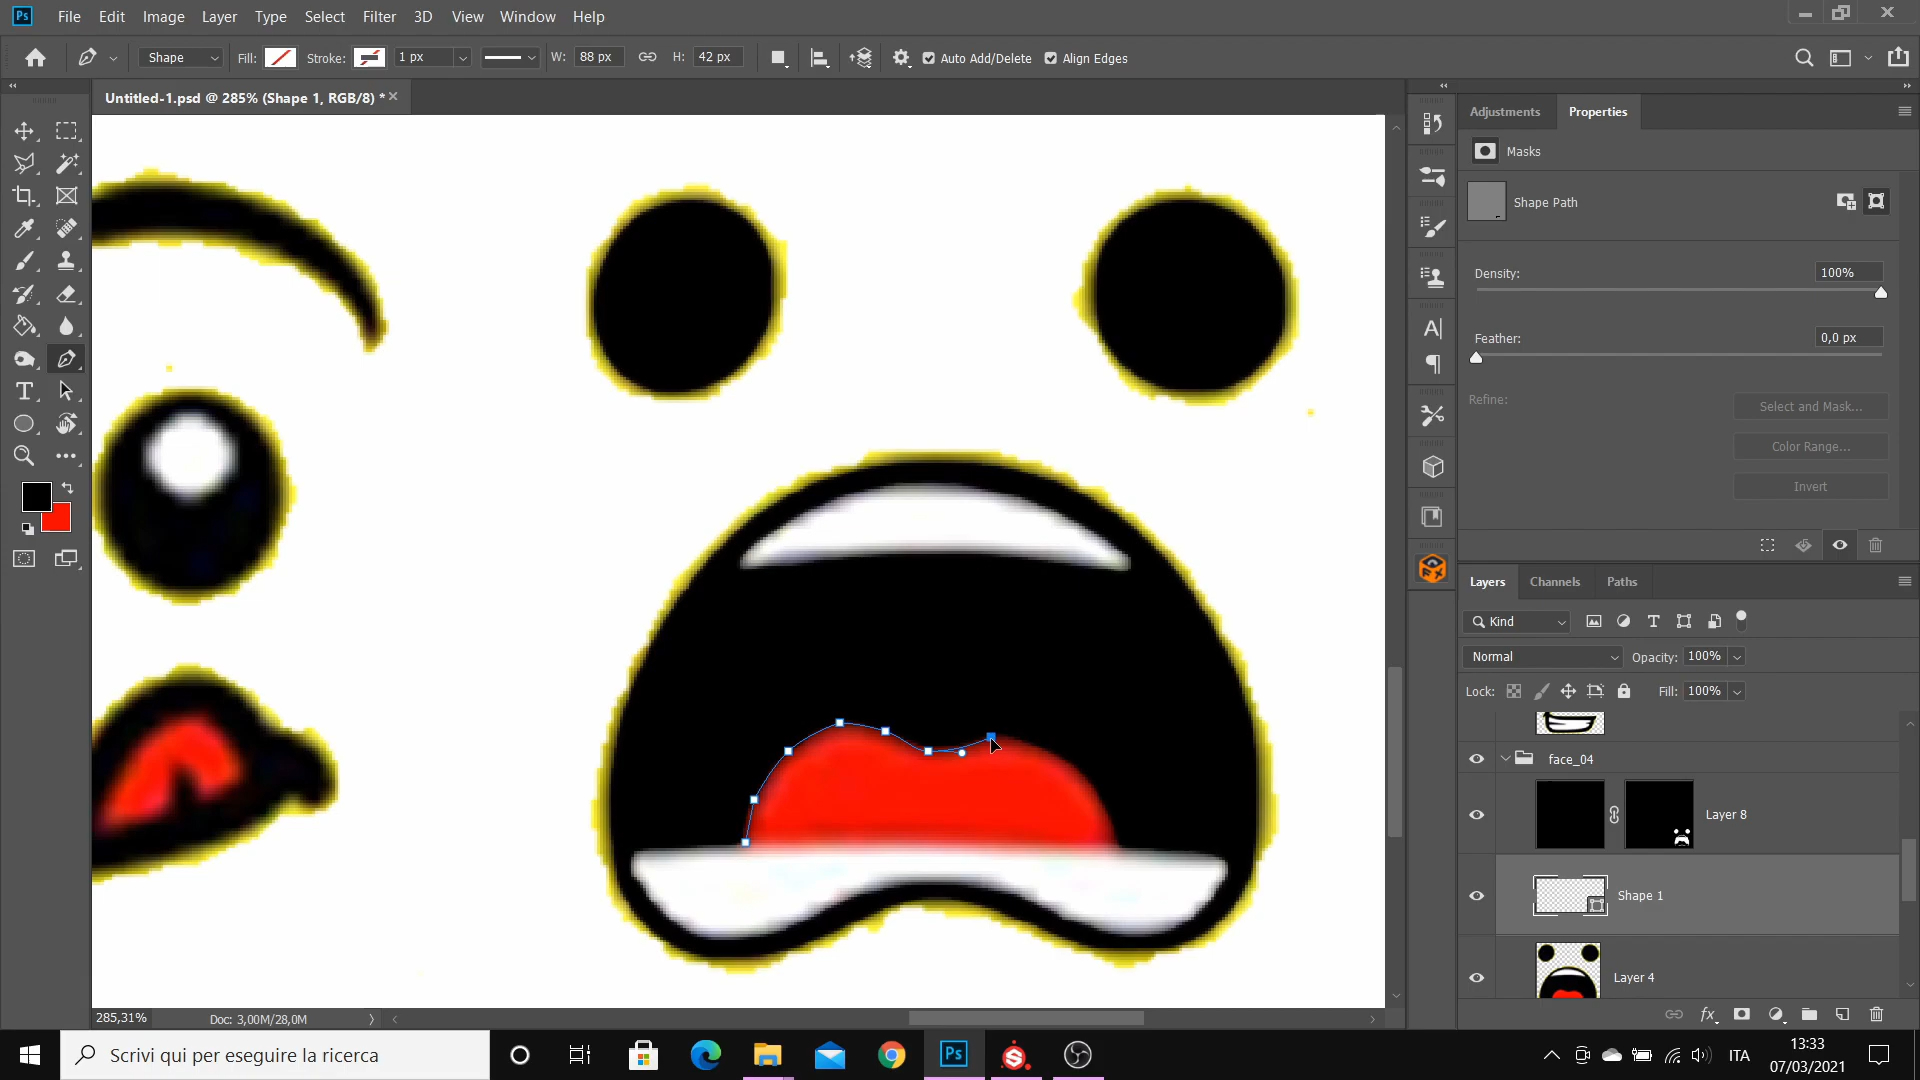 Ps File Edit Image Layer Type Select Filter 3D View Window Help
Shape Fill: Stroke: 1 px W: 88 px H: 42 px Auto Add/Delete Align Edges
Untitled-1.psd @ 285% (Shape 1, RGB/8) *
Adjustments Properties
Masks
Shape Path
Density: 100%
Feather: 0,0 px
Refine: Select and Mask...
Color Range...
Invert
Layers Channels Paths
Kind
Normal Opacity: 100%
Lock: Fill: 100%
face_04
Layer 8
Shape 1
Layer 4
285,31% Doc: 3,00M/28,0M
Scrivi qui per eseguire la ricerca
Ps
ITA
13:33
07/03/2021